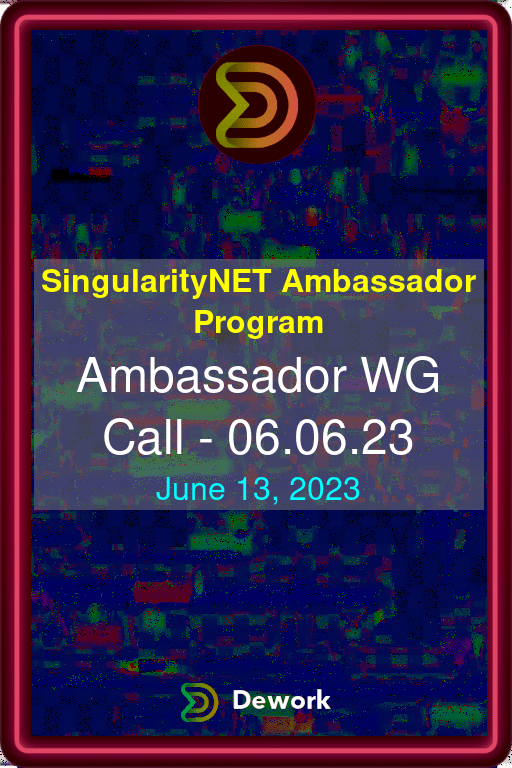 SingularityNET Ambassador
Program
Ambassador WG
Call - 06.06.23
June 13, 2023
Dework